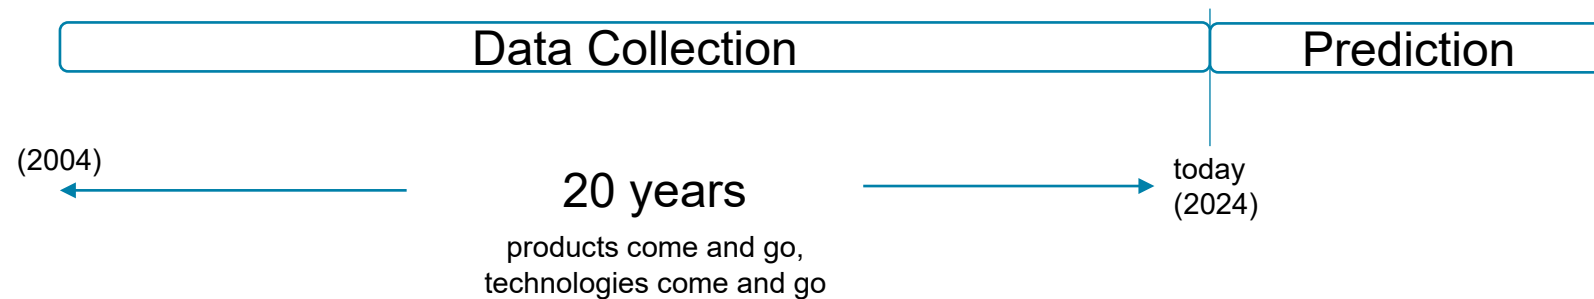 Data Collection
Prediction
(2004)
20 years
today
(2024)
products come and go,
technologies come and go